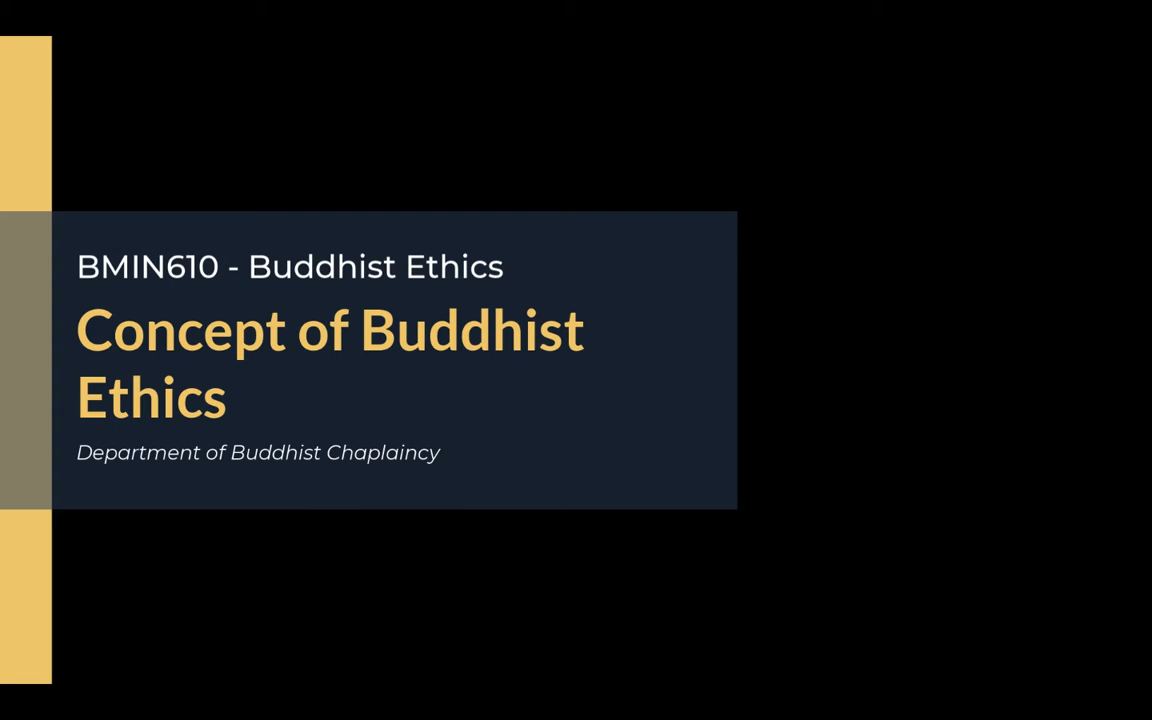 BMIN610 - Buddhist Ethics
Concept of Buddhist
Ethics
Department of Buddhist Chaplaincy